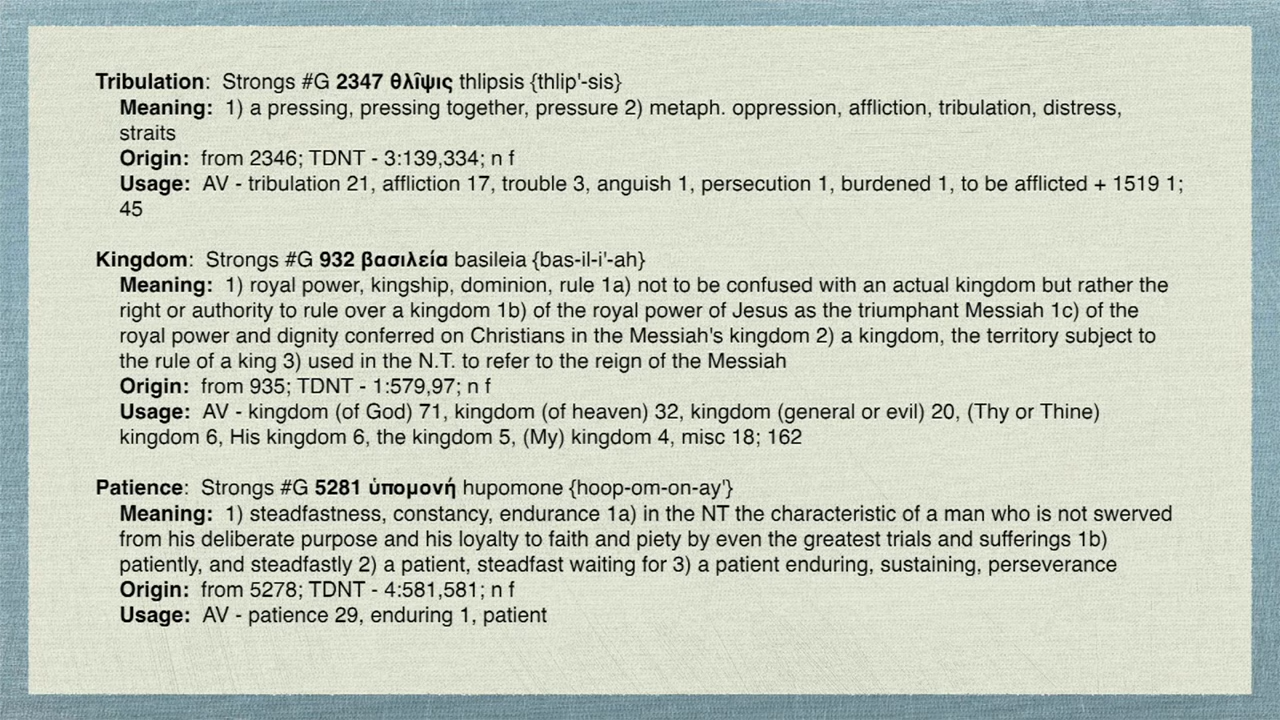 Tribulation:  Strongs #G 2347 θλῖψις thlipsis {thlip'-sis}
Meaning:  1) a pressing, pressing together, pressure 2) metaph. oppression, affliction, tribulation, distress,
straits
Origin:  from 2346; TDNT - 3:139,334; n f
Usage:  AV - tribulation 21, affliction 17, trouble 3, anguish 1, persecution 1, burdened 1, to be afflicted + 1519 1;
45
Kingdom:  Strongs #G 932 βασιλεία basileia {bas-il-i'-ah}
Meaning:  1) royal power, kingship, dominion, rule 1a) not to be confused with an actual kingdom but rather the
right or authority to rule over a kingdom 1b) of the royal power of Jesus as the triumphant Messiah 1c) of the
royal power and dignity conferred on Christians in the Messiah's kingdom 2) a kingdom, the territory subject to
the rule of a king 3) used in the N.T. to refer to the reign of the Messiah
Origin:  from 935; TDNT - 1:579,97; n f
Usage:  AV - kingdom (of God) 71, kingdom (of heaven) 32, kingdom (general or evil) 20, (Thy or Thine)
kingdom 6, His kingdom 6, the kingdom 5, (My) kingdom 4, misc 18; 162
Patience:  Strongs #G 5281 ὑπομονή hupomone {hoop-om-on-ay'}
Meaning:  1) steadfastness, constancy, endurance 1a) in the NT the characteristic of a man who is not swerved
from his deliberate purpose and his loyalty to faith and piety by even the greatest trials and sufferings 1b)
patiently, and steadfastly 2) a patient, steadfast waiting for 3) a patient enduring, sustaining, perseverance
Origin:  from 5278; TDNT - 4:581,581; n f
Usage:  AV - patience 29, enduring 1, patient